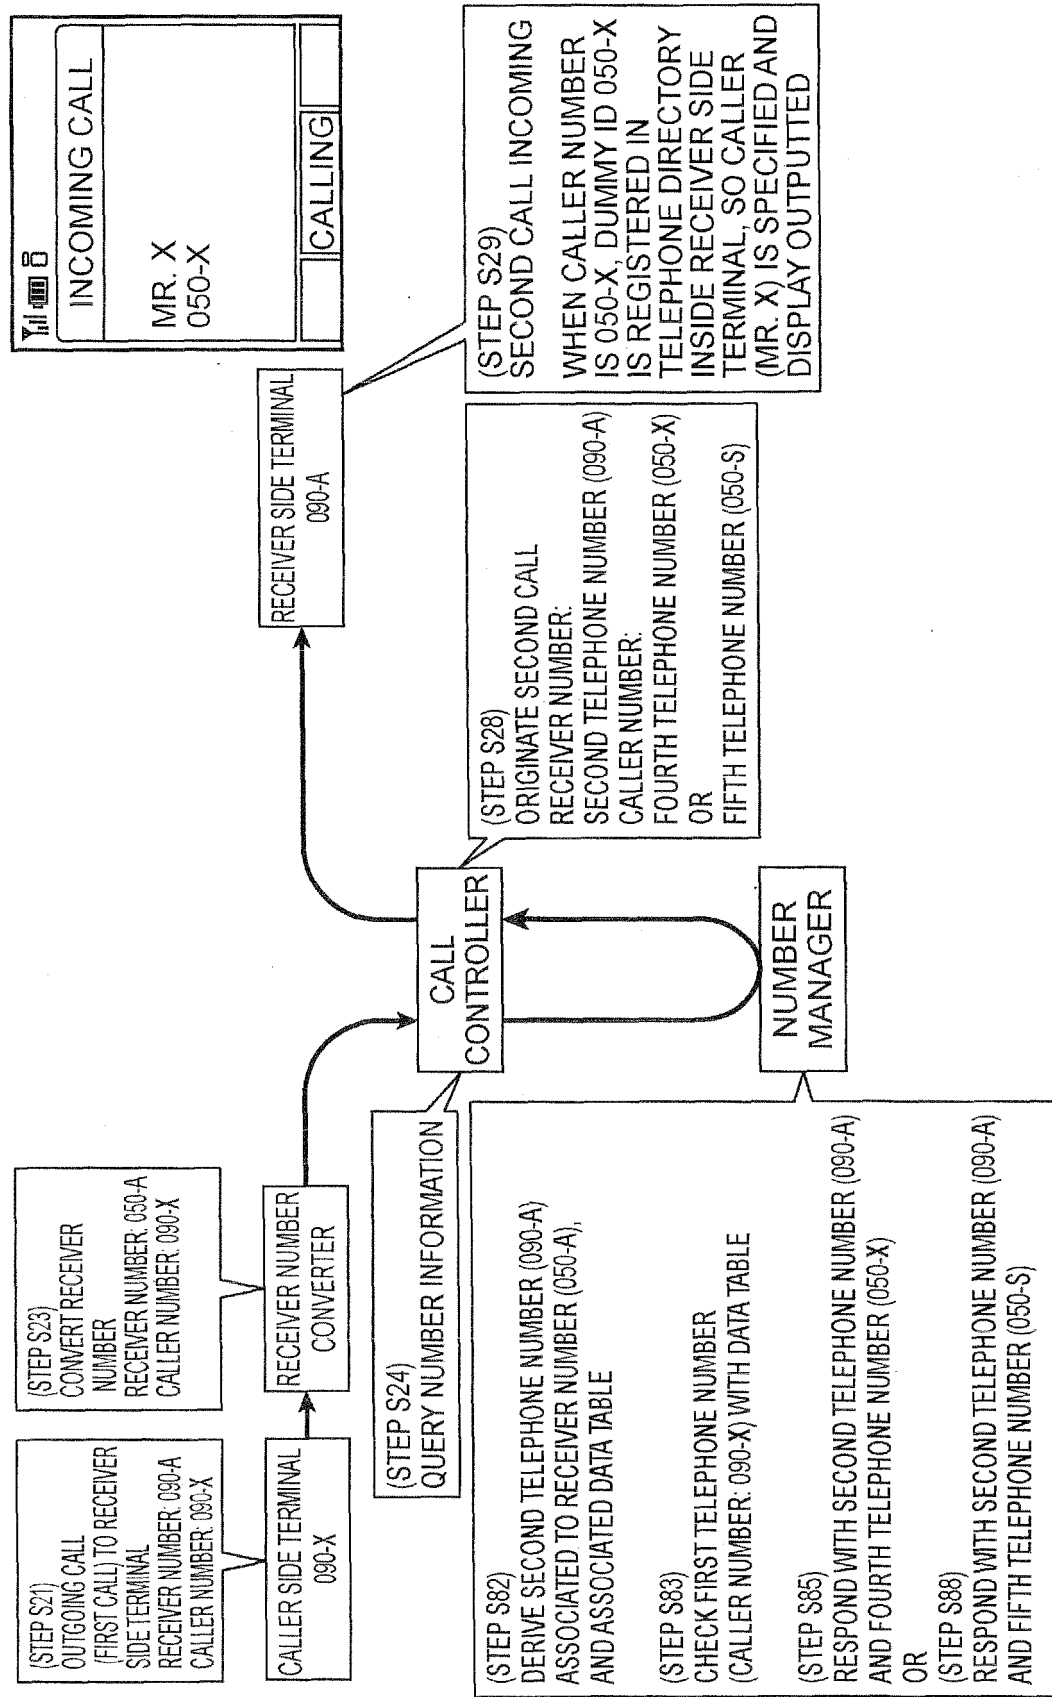 (STEP S21)
OUTGOING CALL
(FIRST CALL) TO RECEIVER
SIDE TERMINAL
RECEIVER NUMBER: 090-A
CALLER NUMBER: 090-X
CALLER SIDE TERMINAL
090-X
(STEP S23)
CONVERT RECEIVER
NUMBER
RECEIVER NUMBER: 050-A
CALLER NUMBER: 090-X
RECEIVER NUMBER
CONVERTER
(STEP S24)
QUERY NUMBER INFORMATION
CALL
CONTROLLER
(STEP S82)
DERIVE SECOND TELEPHONE NUMBER (090-A)
ASSOCIATED TO RECEIVER NUMBER (050-A),
AND ASSOCIATED DATA TABLE
(STEP S83)
CHECK FIRST TELEPHONE NUMBER
(CALLER NUMBER: 090-X) WITH DATA TABLE
(STEP S85)
RESPOND WITH SECOND TELEPHONE NUMBER (090-A)
AND FOURTH TELEPHONE NUMBER (050-X)
OR
(STEP S88)
RESPOND WITH SECOND TELEPHONE NUMBER (090-A)
AND FIFTH TELEPHONE NUMBER (050-S)
NUMBER
MANAGER
(STEP S28)
ORIGINATE SECOND CALL
RECEIVER NUMBER:
SECOND TELEPHONE NUMBER (090-A)
CALLER NUMBER:
FOURTH TELEPHONE NUMBER (050-X)
OR
FIFTH TELEPHONE NUMBER (050-S)
RECEIVER SIDE TERMINAL
090-A
(STEP S29)
SECOND CALL INCOMING
WHEN CALLER NUMBER
IS 050-X, DUMMY ID 050-X
IS REGISTERED IN
TELEPHONE DIRECTORY
INSIDE RECEIVER SIDE
TERMINAL, SO CALLER
(MR. X) IS SPECIFIED AND
DISPLAY OUTPUTTED
INCOMING CALL
MR. X
050-X
CALLING